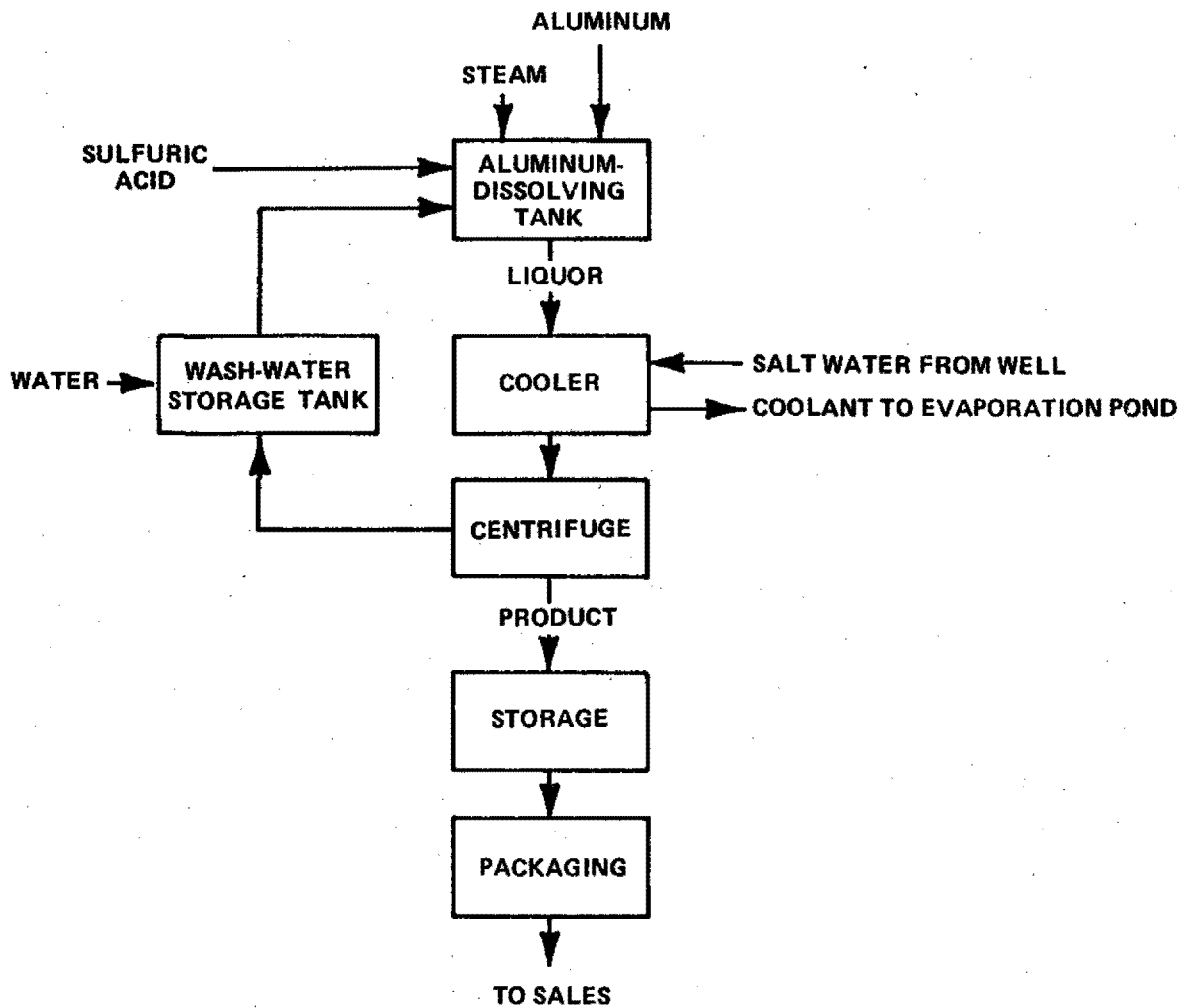 ALUMINUM
STEAM
SULFURIC
ACID
ALUMINUM-
DISSOLVING
TANK
LIQUOR
WATER
WASH-WATER
STORAGE TANK
COOLER
SALT WATER FROM WELL
COOLANT TO EVAPORATION POND
CENTRIFUGE
PRODUCT
STORAGE
PACKAGING
TO SALES